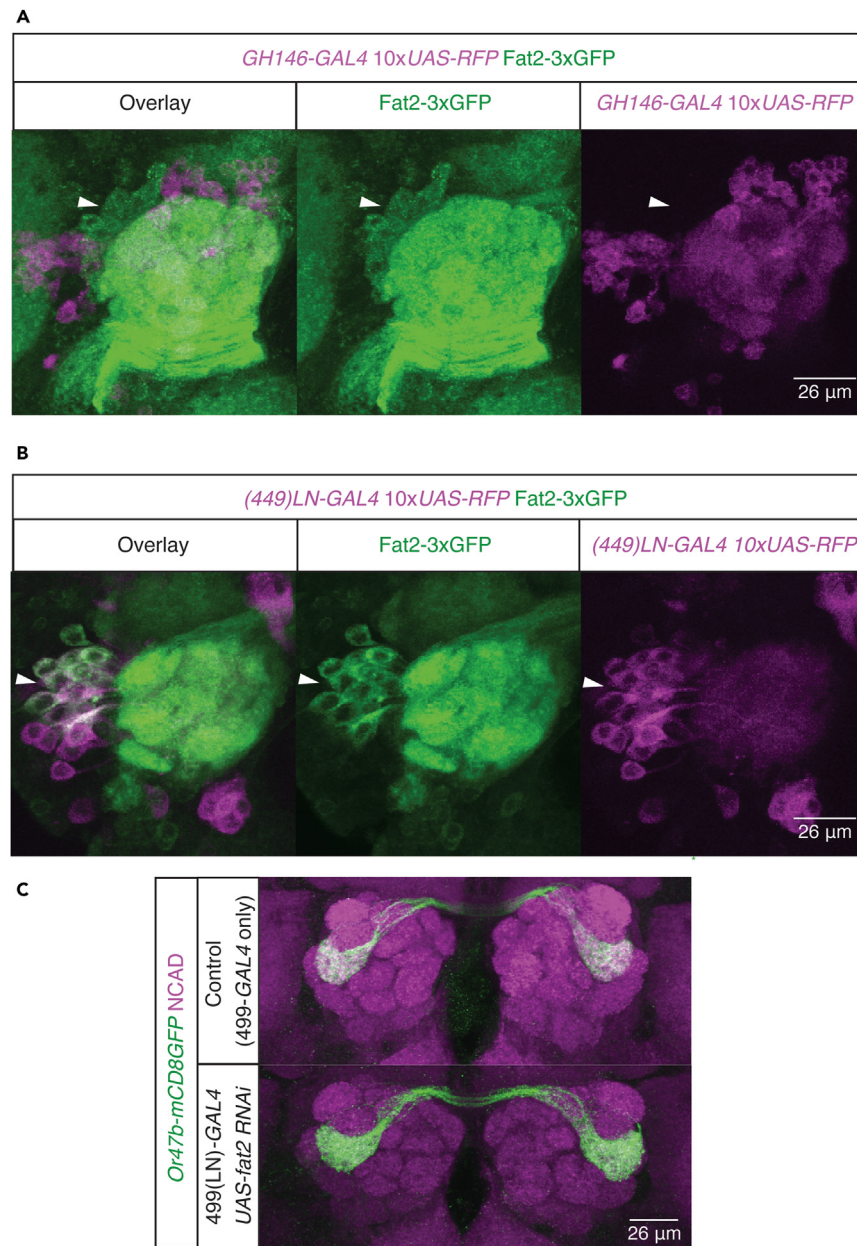 A
GH146-GAL4 10xUAS-RFP Fat2-3xGFP
Overlay
Fat2-3xGFP
GH146-GAL4 10xUAS-RFP
26 µm
B
(449)LN-GAL4 10xUAS-RFP Fat2-3xGFP
Overlay
Fat2-3xGFP
(449)LN-GAL4 10xUAS-RFP
26 µm
C
Or47b-mCD8GFP NCAD
Control
(499-GAL4 only)
499(LN)-GAL4
UAS-fat2 RNAi
26 µm